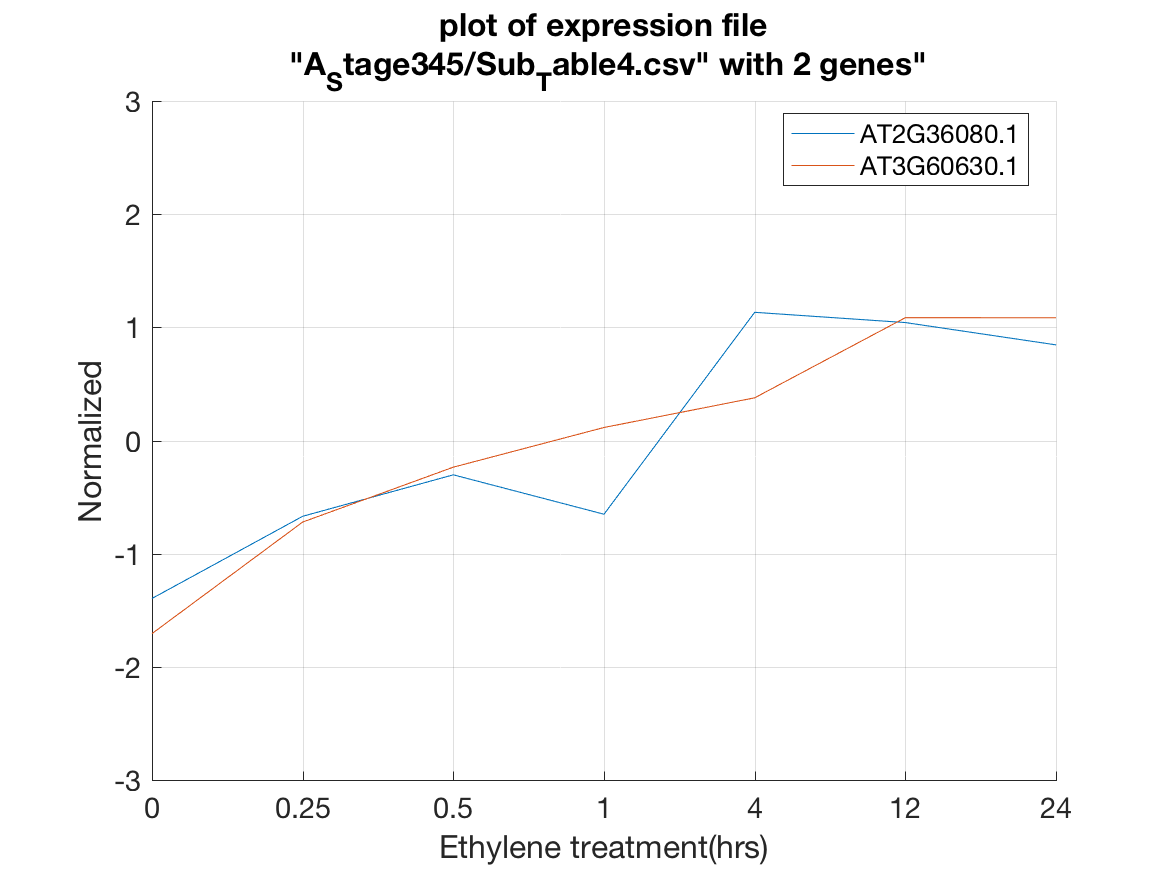 plot of expression file
"A_Stage345/Sub_Table4.csv" with 2 genes"
3
2
1
0
-1
-2
-3
Normalized
AT2G36080.1
AT3G60630.1
0 0.25 0.5 1 4 12 24
Ethylene treatment(hrs)